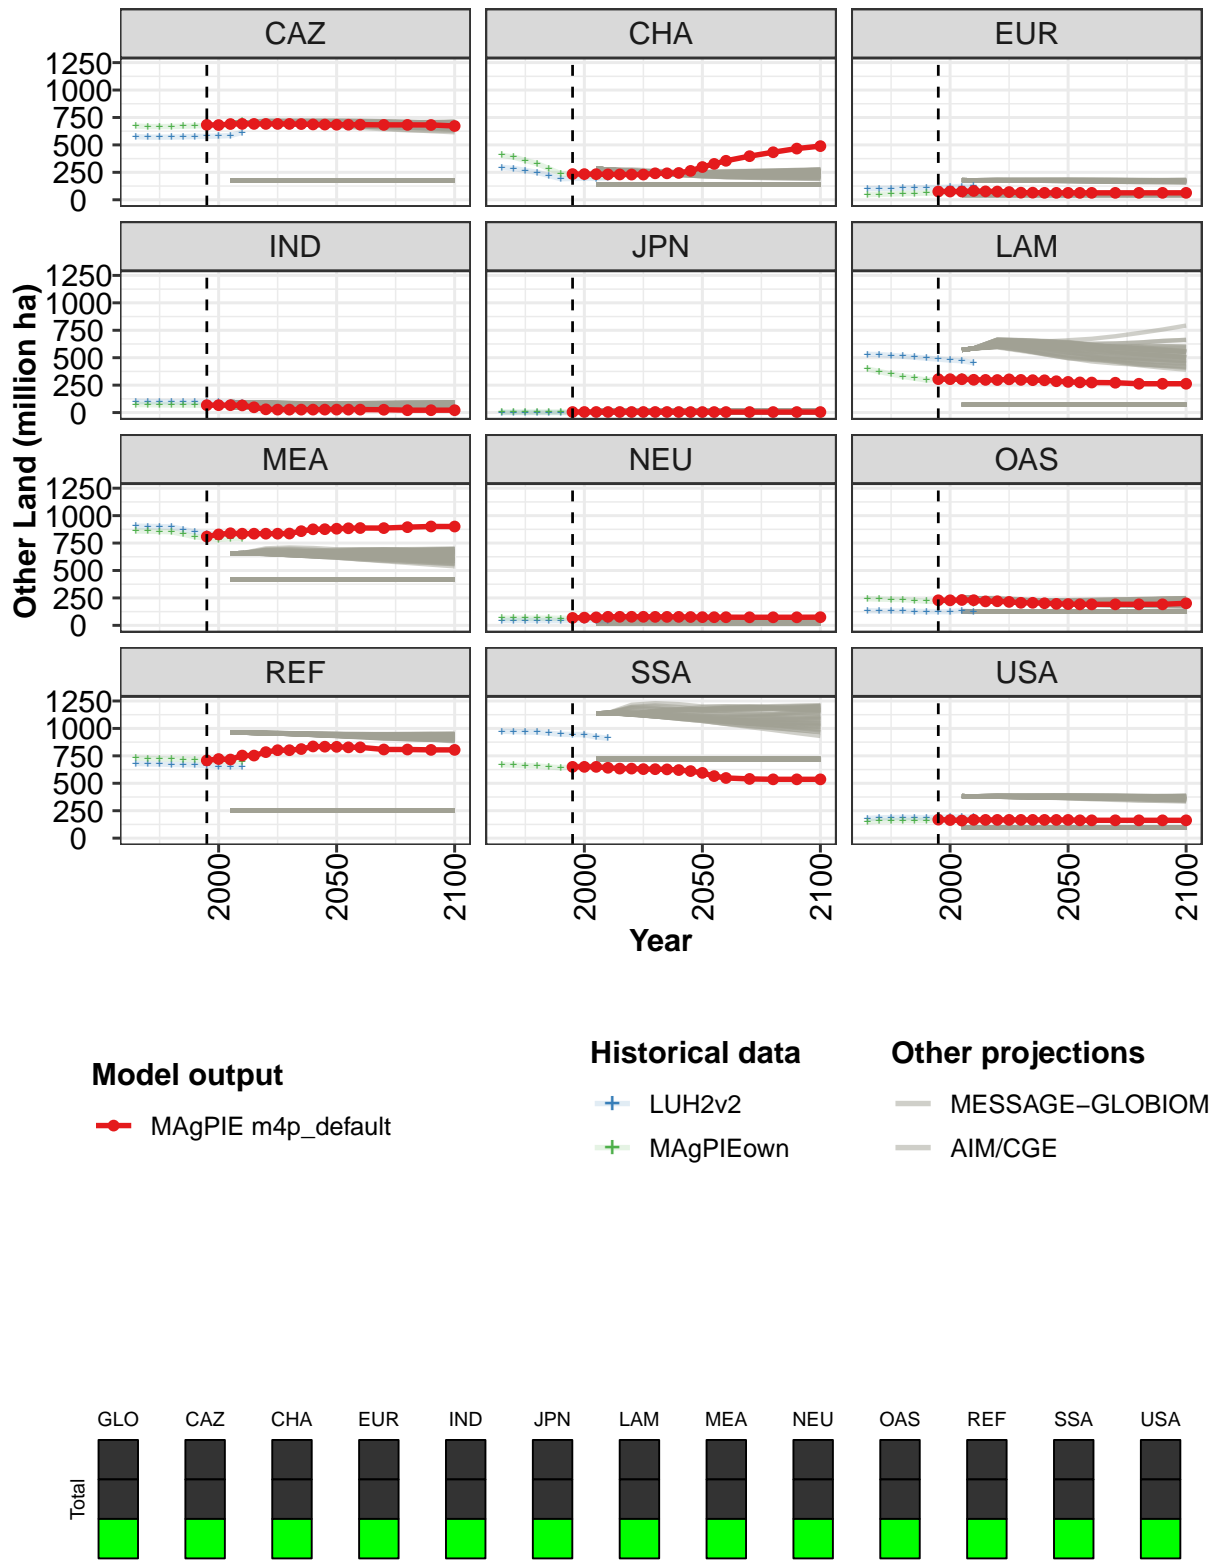 CAZ CHA EUR
1250
1000
750
500
250
0
IND JPN LAM
1250
1000
750
500
250
0
MEA NEU OAS
1250
1000
750
500
250
0
REF SSA USA
1250
1000
750
500
250
0
Other Land (million ha)
2000 2050 2100 2000 2050 2100 2000 2050 2100
Year
Model output
MAgPIE m4p_default
Historical data
LUH2v2
MAgPIEown
Other projections
MESSAGE−GLOBIOM
AIM/CGE
GLO CAZ CHA EUR IND JPN LAM MEA NEU OAS REF SSA USA
Total